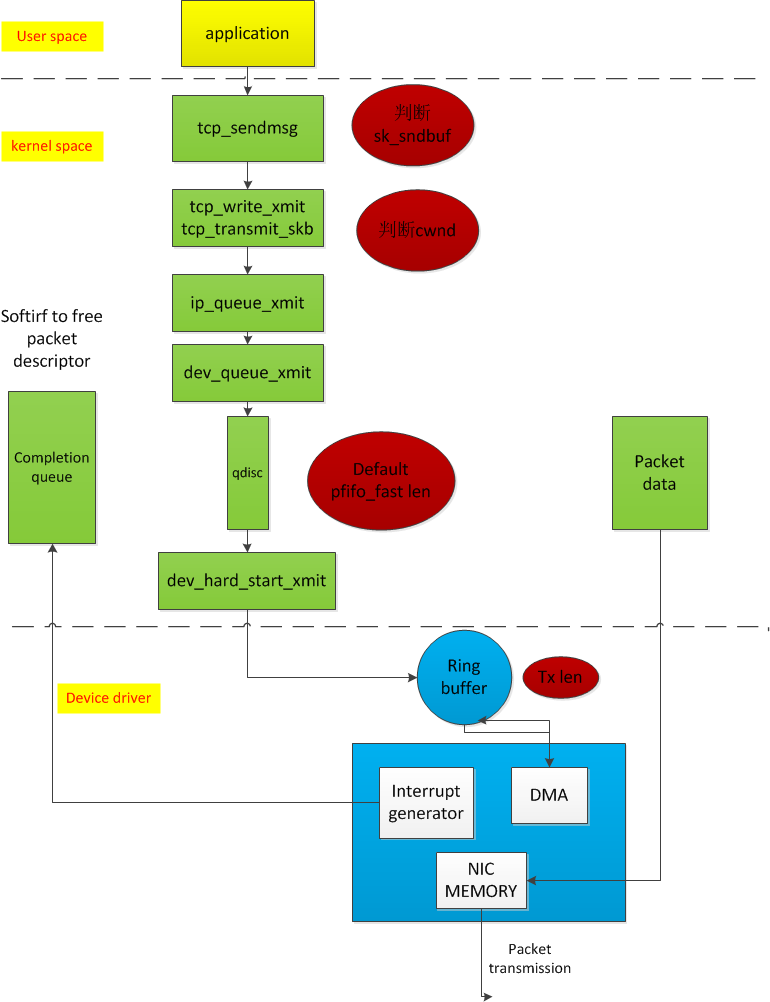 User space
application
kernel space
tcp_sendmsg
判断
sk_sndbuf
tcp_write_xmit
tcp_transmit_skb
判断cwnd
ip_queue_xmit
Softirf to free
packet
descriptor
dev_queue_xmit
Completion
queue
qdisc
Default
pfifo_fast len
Packet
data
dev_hard_start_xmit
Device driver
Ring
buffer
Tx len
Interrupt
generator
DMA
NIC
MEMORY
Packet
transmission